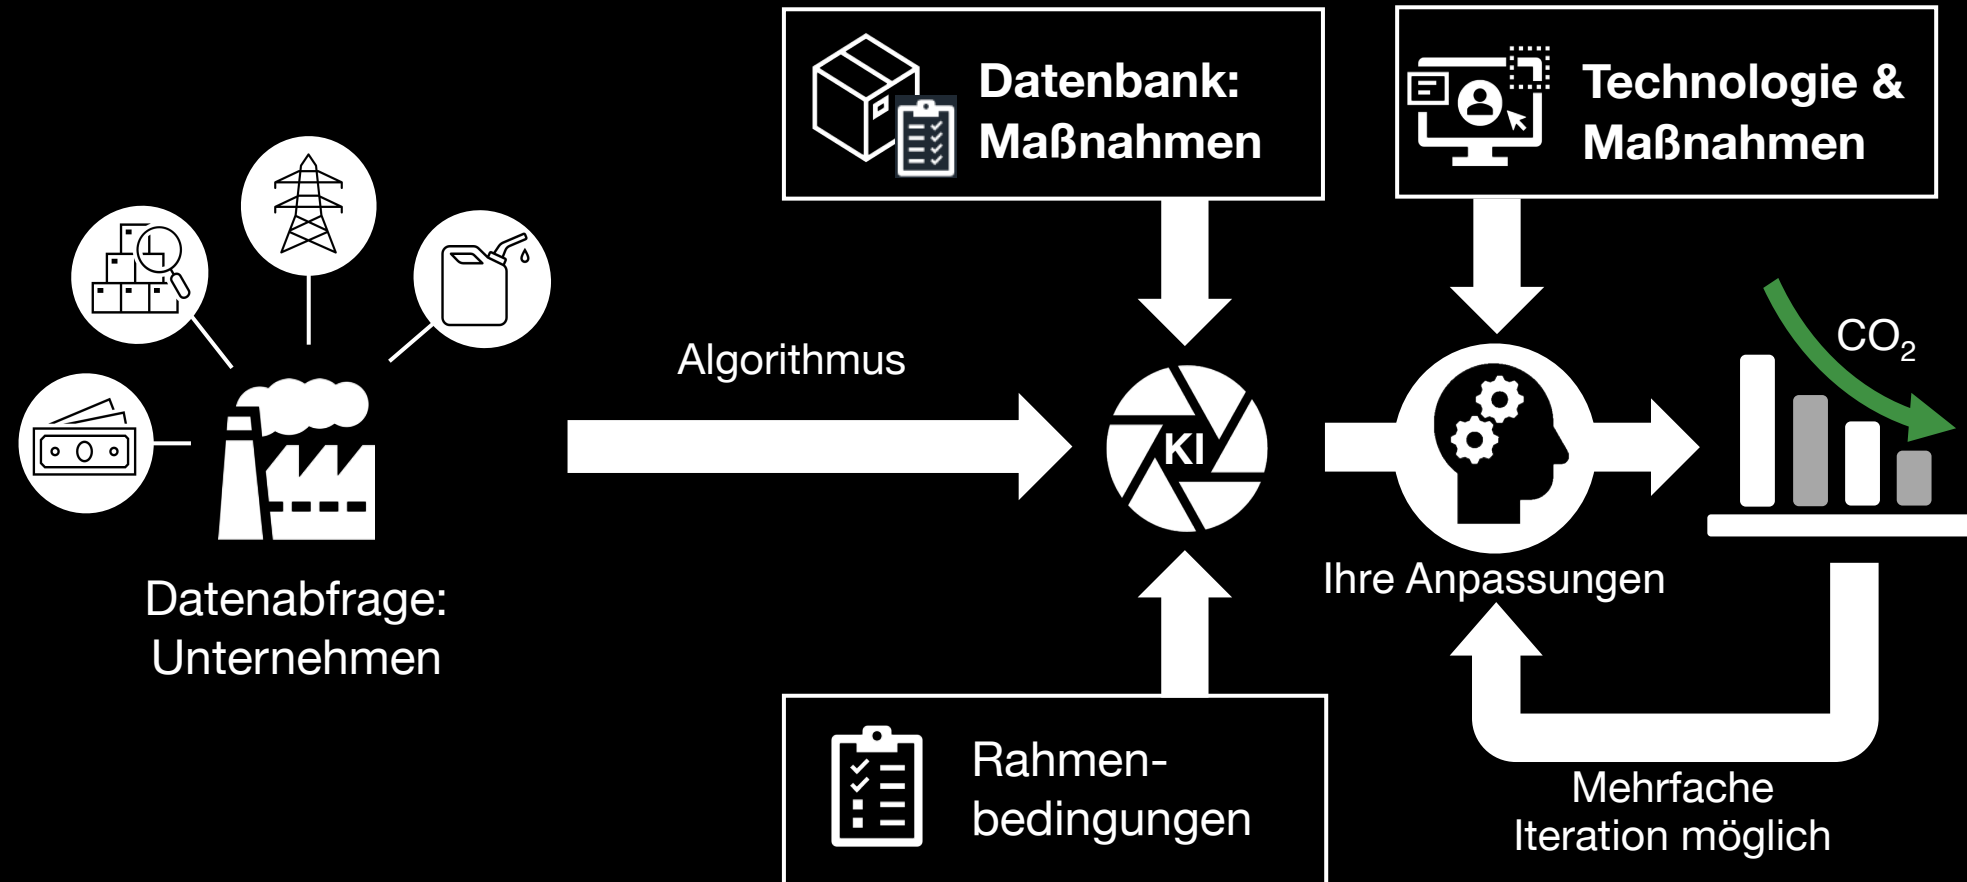 Datenbank:
Maßnahmen
Technologie &
Maßnahmen
Algorithmus
CO₂
KI
Datenabfrage:
Unternehmen
Ihre Anpassungen
Rahmen-
bedingungen
Mehrfache
Iteration möglich